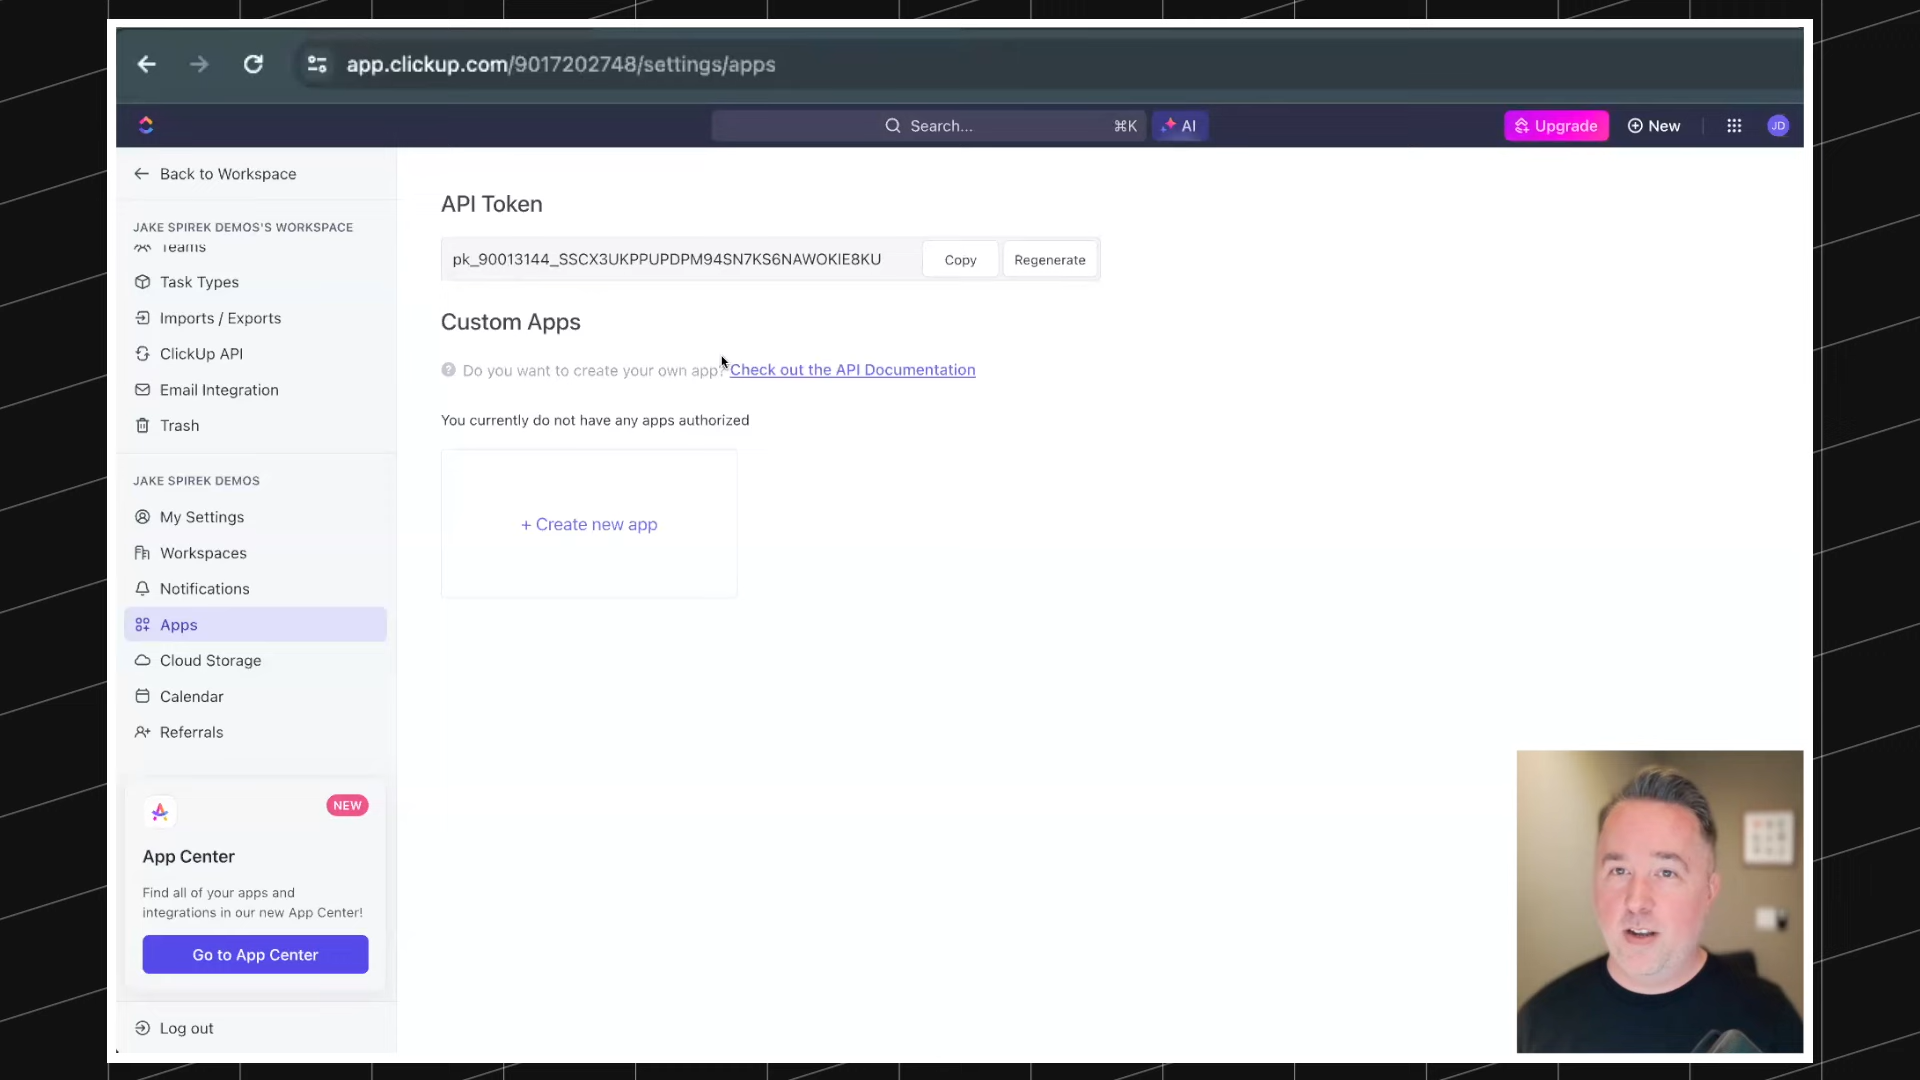 app.clickup.com/9017202748/settings/apps
Search...
⌘K
AI
Upgrade
New
JD
Back to Workspace
JAKE SPIREK DEMOS'S WORKSPACE
Teams
Task Types
Imports / Exports
ClickUp API
Email Integration
Trash
JAKE SPIREK DEMOS
My Settings
Workspaces
Notifications
Apps
Cloud Storage
Calendar
Referrals
NEW
App Center
Find all of your apps and
integrations in our new App Center!
Go to App Center
Log out
API Token
pk_90013144_SSCX3UKPPUPDPM94SN7KS6NAWOKIE8KU
Copy
Regenerate
Custom Apps
Do you want to create your own app? Check out the API Documentation
You currently do not have any apps authorized
+ Create new app